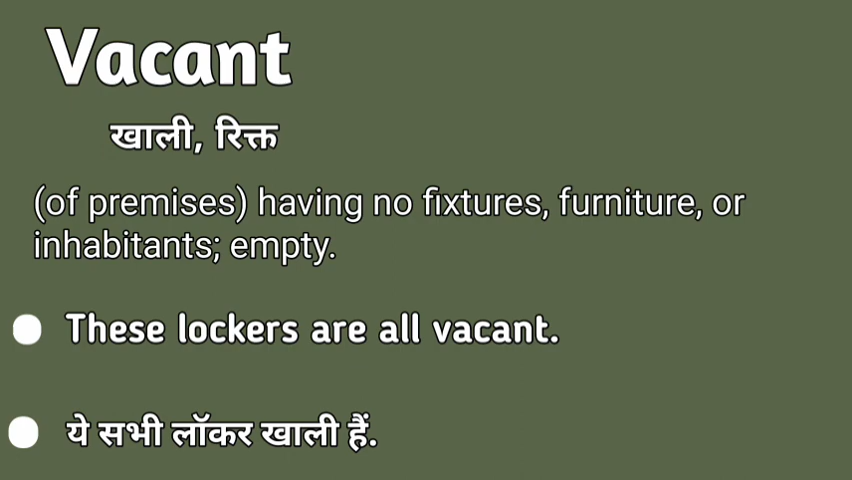 Vacant
खाली, रिक्त
(of premises) having no fixtures, furniture, or
inhabitants; empty.
These lockers are all vacant.
ये सभी लॉकर खाली हैं.